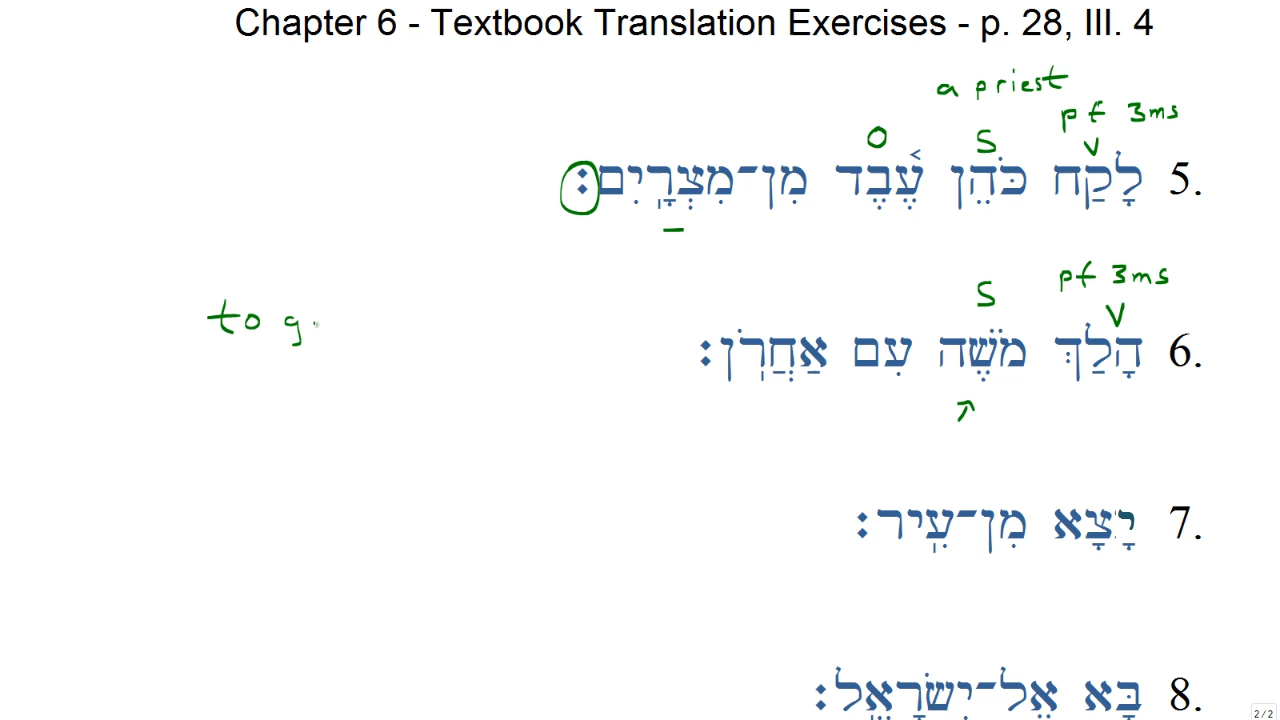 Chapter 6 - Textbook Translation Exercises - p. 28, III. 4
a priest
pf 3ms
O S V
5. לָקַח כֹּהֵן עֶ֫בֶד מִן־מִצְרָֽיִם׃
pf 3ms
S V
to g
6. הָלַךְ מֹשֶׁה עִם אַהֲרֹֽן׃
7. יָצָא מִן־עִֽיר׃
8. בָּא אֶל־יִשְׂרָאֵֽל׃
2/2